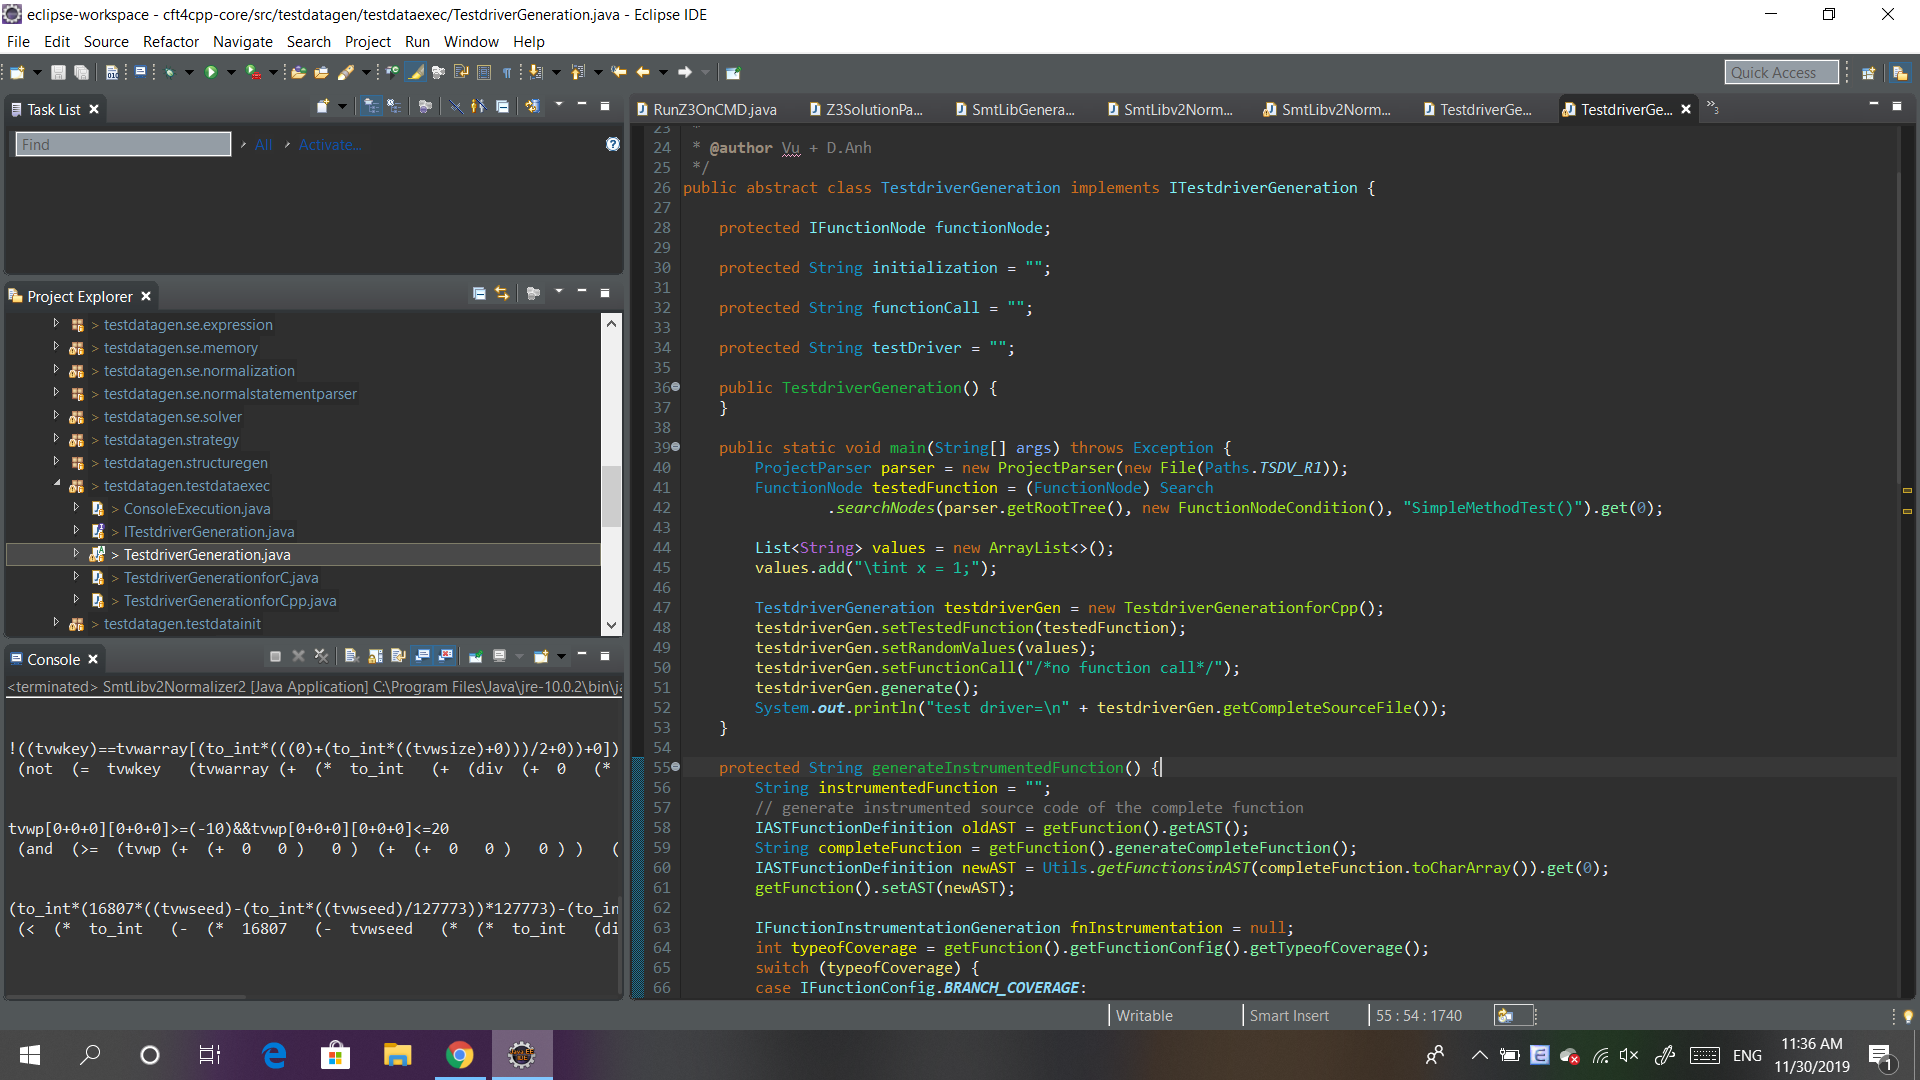 eclipse-workspace - cft4cpp-core/src/testdatagen/testdataexec/TestdriverGeneration.java - Eclipse IDE
File Edit Source Refactor Navigate Search Project Run Window Help
Quick Access
Task List
Find
All
Activate...
Project Explorer
> testdatagen.se.expression
> testdatagen.se.memory
> testdatagen.se.normalization
> testdatagen.se.normalstatementparser
> testdatagen.se.solver
> testdatagen.strategy
> testdatagen.structuregen
> testdatagen.testdataexec
> ConsoleExecution.java
> ITestdriverGeneration.java
> TestdriverGeneration.java
> TestdriverGenerationforC.java
> TestdriverGenerationforCpp.java
> testdatagen.testdatainit
Console
<terminated> SmtLibv2Normalizer2 [Java Application] C:\Program Files\Java\jre-10.0.2\bin\ja
!((tvwkey)==tvwarray[(to_int*(((0)+(to_int*((tvwsize)+0)))/2+0))+0])
(not (= tvwkey (tvwarray (+ (* to_int (+ (div (+ 0 (*
tvwp[0+0+0][0+0+0]>=(-10)&&tvwp[0+0+0][0+0+0]<=20
(and (>= (tvwp (+ (+ 0 0 ) 0 ) (+ (+ 0 0 ) 0 ) ) (
(to_int*(16807*((tvwseed)-(to_int*((tvwseed)/127773))*127773)-(to_in
(< (* to_int (- (* 16807 (- tvwseed (* (* to_int (di
RunZ3OnCMD.java Z3SolutionPa... SmtLibGenera... SmtLibv2Norm... SmtLibv2Norm... TestdriverGe... TestdriverGe... »3
23 *
24 * @author Vu + D.Anh
25 */
26 public abstract class TestdriverGeneration implements ITestdriverGeneration {
27
28 protected IFunctionNode functionNode;
29
30 protected String initialization = "";
31
32 protected String functionCall = "";
33
34 protected String testDriver = "";
35
36 public TestdriverGeneration() {
37 }
38
39 public static void main(String[] args) throws Exception {
40 ProjectParser parser = new ProjectParser(new File(Paths.TSDV_R1));
41 FunctionNode testedFunction = (FunctionNode) Search
42 .searchNodes(parser.getRootTree(), new FunctionNodeCondition(), "SimpleMethodTest()").get(0);
43
44 List<String> values = new ArrayList<>();
45 values.add("\tint x = 1;");
46
47 TestdriverGeneration testdriverGen = new TestdriverGenerationforCpp();
48 testdriverGen.setTestedFunction(testedFunction);
49 testdriverGen.setRandomValues(values);
50 testdriverGen.setFunctionCall("/*no function call*/");
51 testdriverGen.generate();
52 System.out.println("test driver=\n" + testdriverGen.getCompleteSourceFile());
53 }
54
55 protected String generateInstrumentedFunction() {
56 String instrumentedFunction = "";
57 // generate instrumented source code of the complete function
58 IASTFunctionDefinition oldAST = getFunction().getAST();
59 String completeFunction = getFunction().generateCompleteFunction();
60 IASTFunctionDefinition newAST = Utils.getFunctionsinAST(completeFunction.toCharArray()).get(0);
61 getFunction().setAST(newAST);
62
63 IFunctionInstrumentationGeneration fnInstrumentation = null;
64 int typeofCoverage = getFunction().getFunctionConfig().getTypeofCoverage();
65 switch (typeofCoverage) {
66 case IFunctionConfig.BRANCH_COVERAGE:
Writable Smart Insert 55 : 54 : 1740
ENG
11:36 AM
11/30/2019
1